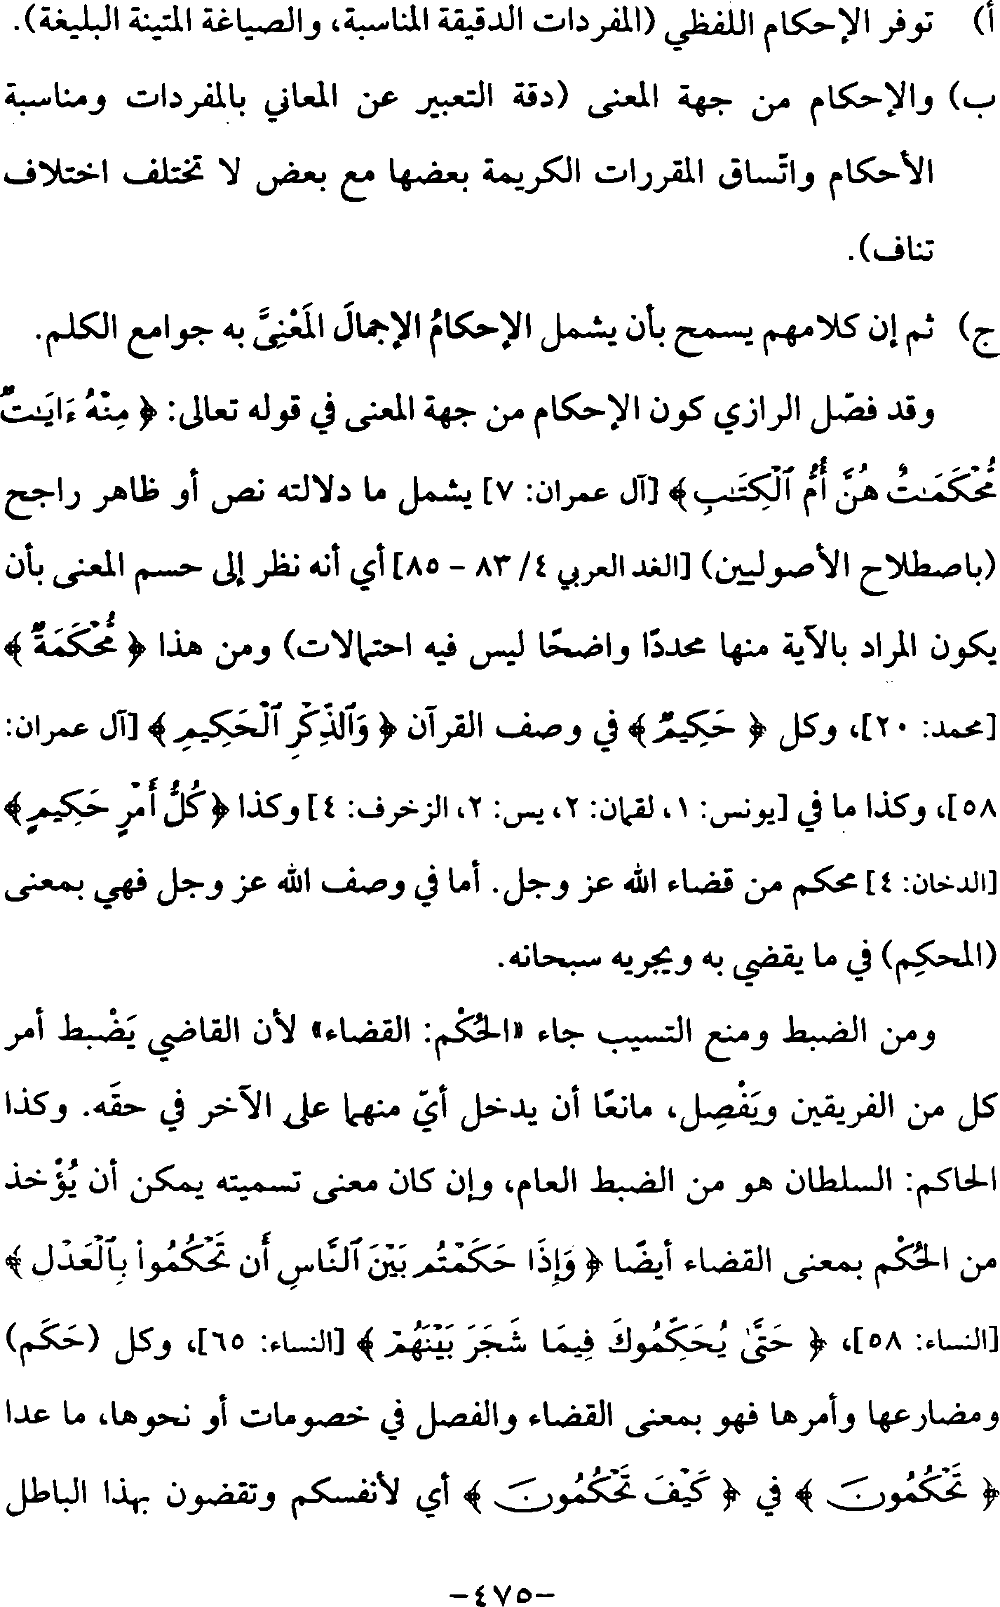 أ) توفر الإحكام اللفظي (المفردات الدقيقة المناسبة، والصياغة المتينة البليغة).
ب) والإحكام من جهة المعنى (دقة التعبير عن المعاني بالمفردات ومناسبة
الأحكام واتّساق المقررات الكريمة بعضها مع بعض لا تختلف اختلاف
تناف).
ج) ثم إن كلامهم يسمح بأن يشمل الإحكامُ الإجمالَ المَعْنِيَّ به جوامع الكلم.
وقد فصّل الرازي كون الإحكام من جهة المعنى في قوله تعالى: ﴿ مِنْهُ ءَايَـٰتٌ
مُّحْكَمَـٰتٌ هُنَّ أُمُّ ٱلْكِتَـٰبِ ﴾ [آل عمران: ٧] يشمل ما دلالته نص أو ظاهر راجح
(باصطلاح الأصوليين) [الغد العربي ٤/ ٨٣ - ٨٥] أي أنه نظر إلى حسم المعنى بأن
يكون المراد بالآية منها محددًا واضحًا ليس فيه احتمالات) ومن هذا ﴿ مُّحْكَمَةٌ ﴾
[محمد: ٢٠]، وكل ﴿ حَكِيمٌ ﴾ في وصف القرآن ﴿ وَٱلذِّكْرِ ٱلْحَكِيمِ ﴾ [آل عمران:
٥٨]، وكذا ما في [يونس: ١، لقمان: ٢، يس: ٢، الزخرف: ٤] وكذا ﴿ كُلُّ أَمْرٍ حَكِيمٍ ﴾
[الدخان: ٤] محكم من قضاء الله عز وجل. أما في وصف الله عز وجل فهي بمعنى
(المحكِم) في ما يقضي به ويجريه سبحانه.
ومن الضبط ومنع التسيب جاء «الحُكْم: القضاء» لأن القاضي يَضْبط أمر
كل من الفريقين ويَفْصِل، مانعًا أن يدخل أيّ منهما على الآخر في حقّه. وكذا
الحاكم: السلطان هو من الضبط العام، وإن كان معنى تسميته يمكن أن يُؤْخذ
من الحُكْم بمعنى القضاء أيضًا ﴿ وَإِذَا حَكَمْتُم بَيْنَ ٱلنَّاسِ أَن تَحْكُمُوا۟ بِٱلْعَدْلِ ﴾
[النساء: ٥٨]، ﴿ حَتَّىٰ يُحَكِّمُوكَ فِيمَا شَجَرَ بَيْنَهُمْ ﴾ [النساء: ٦٥]، وكل (حَكَم)
ومضارعها وأمرها فهو بمعنى القضاء والفصل في خصومات أو نحوها، ما عدا
﴿ تَحْكُمُونَ ﴾ في ﴿ كَيْفَ تَحْكُمُونَ ﴾ أي لأنفسكم وتقضون بهذا الباطل
-٤٧٥-